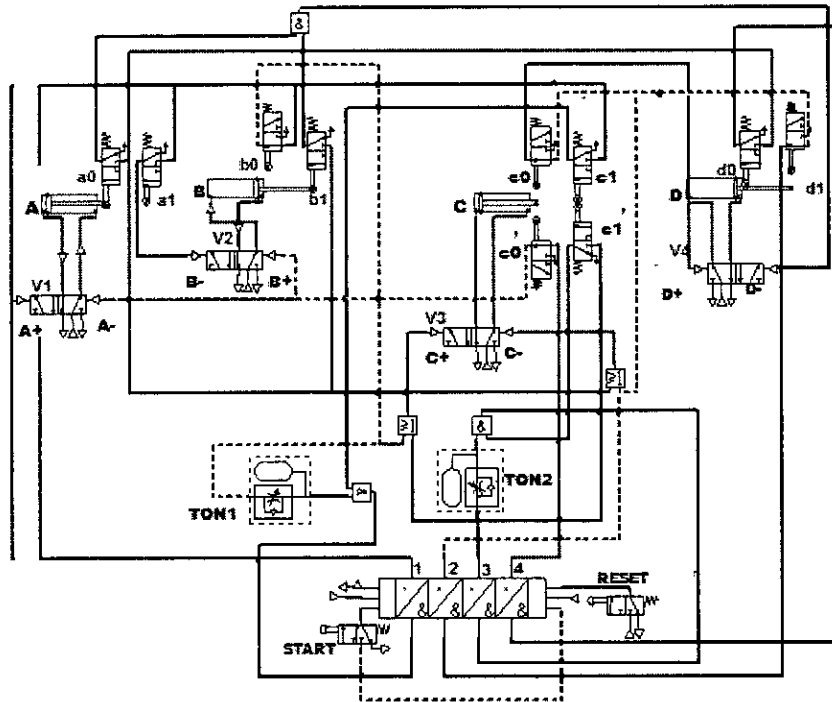 &
a0
a1
b0
b1
c0
c1
d0
d1
A
B
C
D
c0'
c1'
V1
V2
V3
V4
A+ A-
B- B+
C+ C-
D+ D-
&
TON1
TON2
1 2 3 4
& & & &
START
RESET